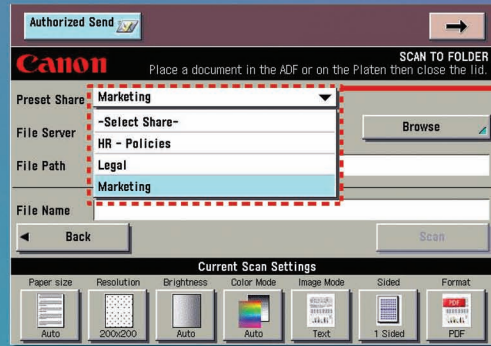 Authorized Send
Canon
SCAN TO FOLDER
Place a document in the ADF or on the Platen then close the lid.
Preset Share Marketing
-Select Share-
File Server
Browse
HR - Policies
File Path Legal
Marketing
File Name
Back
Scan
Current Scan Settings
Paper size Resolution Brightness Color Mode Image Mode Sided Format
PDF
Auto 200x200 Auto Auto Text 1 Sided PDF